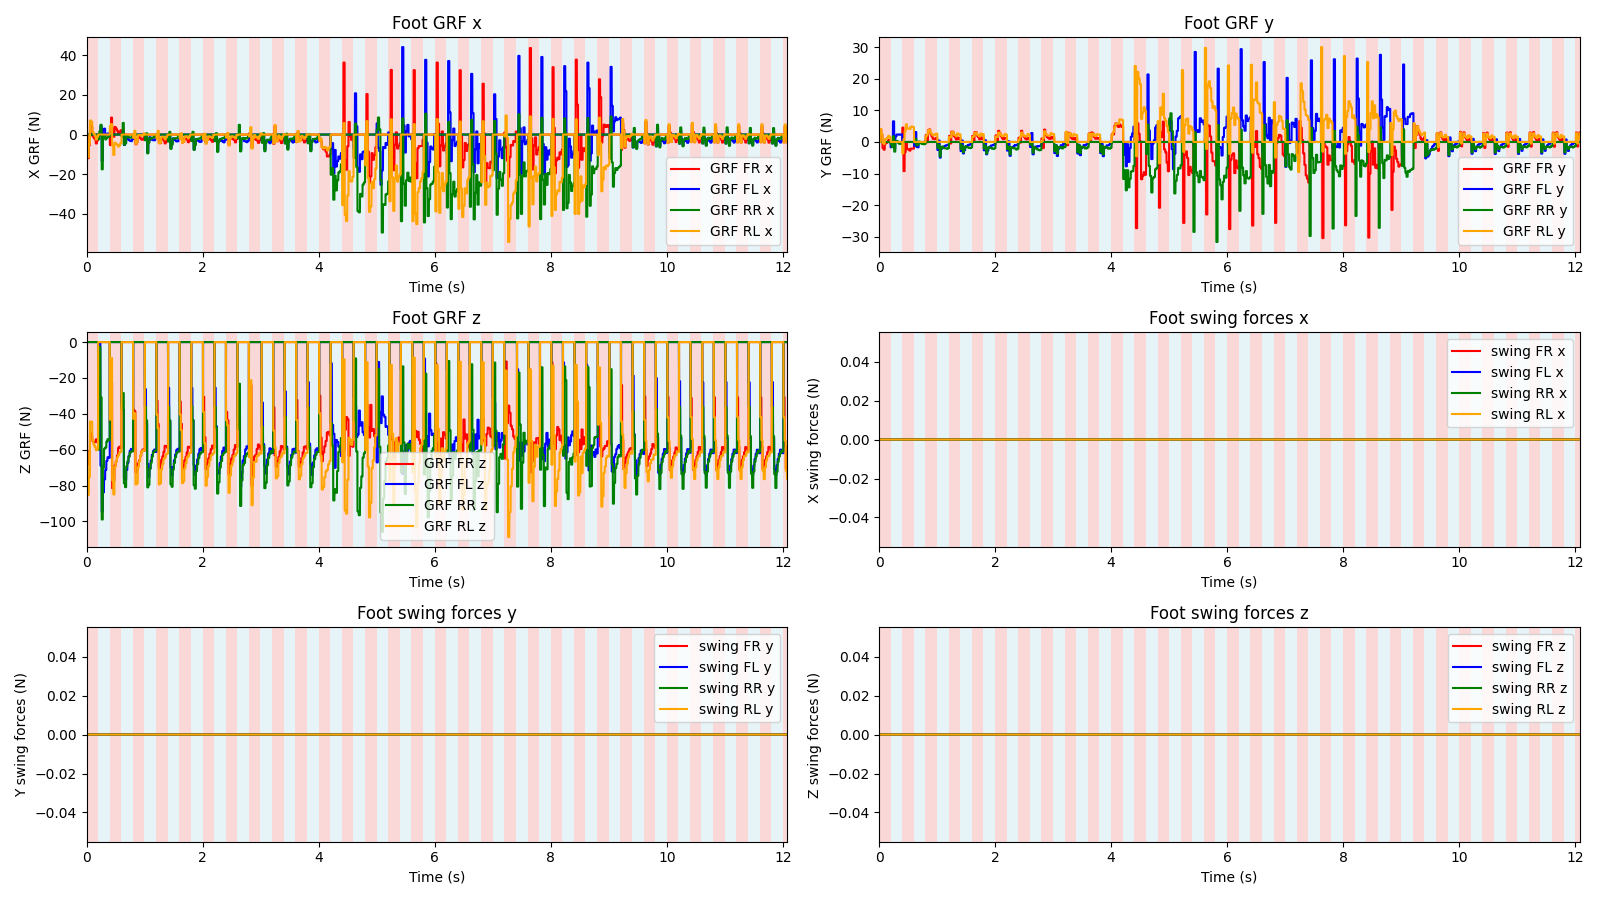 Foot GRF x
X GRF (N)
40
20
0
−20
−40
GRF FR x
GRF FL x
GRF RR x
GRF RL x
0 2 4 6 8 10 12
Time (s)
Foot GRF y
Y GRF (N)
30
20
10
0
−10
−20
−30
GRF FR y
GRF FL y
GRF RR y
GRF RL y
0 2 4 6 8 10 12
Time (s)
Foot GRF z
Z GRF (N)
0
−20
−40
−60
−80
−100
GRF FR z
GRF FL z
GRF RR z
GRF RL z
0 2 4 6 8 10 12
Time (s)
Foot swing forces x
X swing forces (N)
0.04
0.02
0.00
−0.02
−0.04
swing FR x
swing FL x
swing RR x
swing RL x
0 2 4 6 8 10 12
Time (s)
Foot swing forces y
Y swing forces (N)
0.04
0.02
0.00
−0.02
−0.04
swing FR y
swing FL y
swing RR y
swing RL y
0 2 4 6 8 10 12
Time (s)
Foot swing forces z
Z swing forces (N)
0.04
0.02
0.00
−0.02
−0.04
swing FR z
swing FL z
swing RR z
swing RL z
0 2 4 6 8 10 12
Time (s)